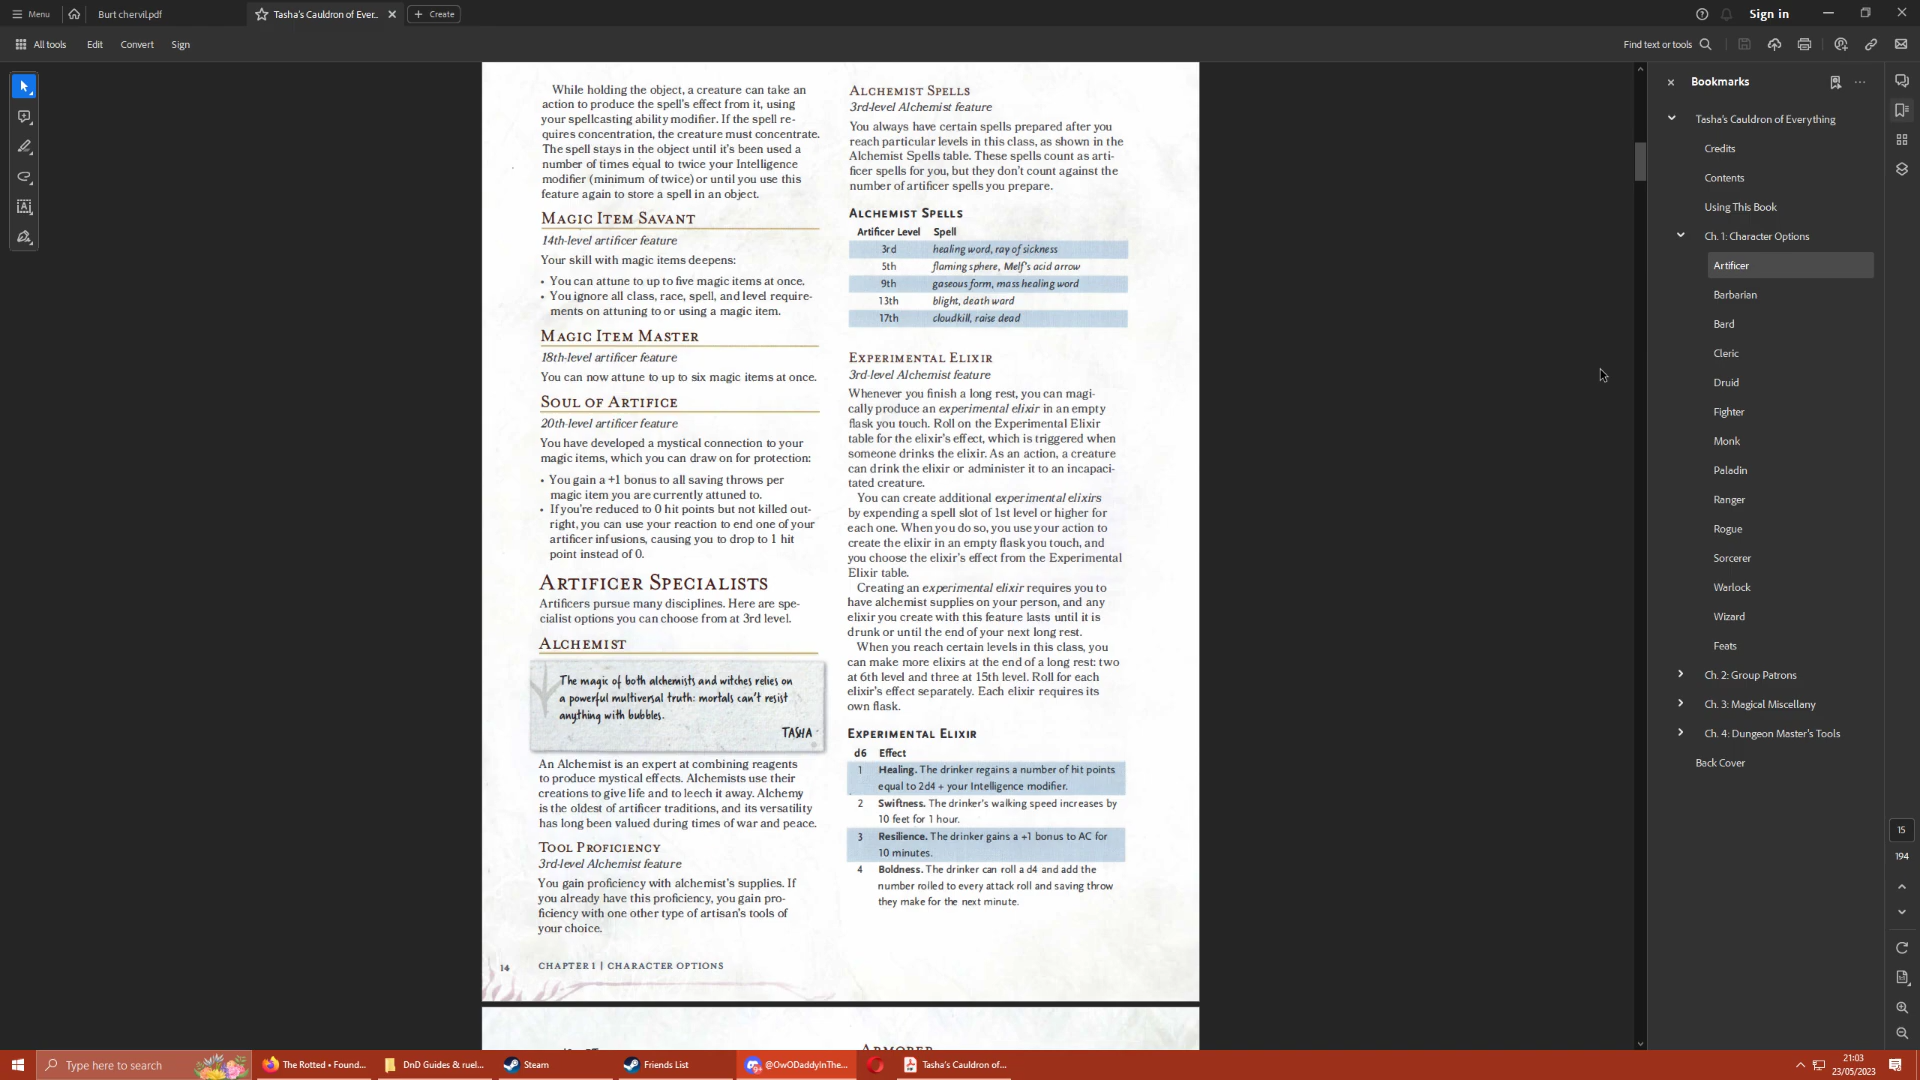 Menu
Burt chervil.pdf
Tasha's Cauldron of Ever...
Create
Sign in
All tools
Edit
Convert
Sign
Find text or tools
While holding the object, a creature can take an
action to produce the spell's effect from it, using
your spellcasting ability modifier. If the spell re-
quires concentration, the creature must concentrate.
The spell stays in the object until it's been used a
number of times equal to twice your Intelligence
modifier (minimum of twice) or until you use this
feature again to store a spell in an object.
MAGIC ITEM SAVANT
14th-level artificer feature
Your skill with magic items deepens:
• You can attune to up to five magic items at once.
• You ignore all class, race, spell, and level require-
ments on attuning to or using a magic item.
MAGIC ITEM MASTER
18th-level artificer feature
You can now attune to up to six magic items at once.
SOUL OF ARTIFICE
20th-level artificer feature
You have developed a mystical connection to your
magic items, which you can draw on for protection:
• You gain a +1 bonus to all saving throws per
magic item you are currently attuned to.
• If you're reduced to 0 hit points but not killed out-
right, you can use your reaction to end one of your
artificer infusions, causing you to drop to 1 hit
point instead of 0.
ARTIFICER SPECIALISTS
Artificers pursue many disciplines. Here are spe-
cialist options you can choose from at 3rd level.
ALCHEMIST
The magic of both alchemists and witches relies on
a powerful multiversal truth: mortals can't resist
anything with bubbles.
TASHA
An Alchemist is an expert at combining reagents
to produce mystical effects. Alchemists use their
creations to give life and to leech it away. Alchemy
is the oldest of artificer traditions, and its versatility
has long been valued during times of war and peace.
TOOL PROFICIENCY
3rd-level Alchemist feature
You gain proficiency with alchemist's supplies. If
you already have this proficiency, you gain pro-
ficiency with one other type of artisan's tools of
your choice.
14
CHAPTER 1 | CHARACTER OPTIONS
ALCHEMIST SPELLS
3rd-level Alchemist feature
You always have certain spells prepared after you
reach particular levels in this class, as shown in the
Alchemist Spells table. These spells count as arti-
ficer spells for you, but they don't count against the
number of artificer spells you prepare.
ALCHEMIST SPELLS
Artificer Level Spell
3rd healing word, ray of sickness
5th flaming sphere, Melf's acid arrow
9th gaseous form, mass healing word
13th blight, death ward
17th cloudkill, raise dead
EXPERIMENTAL ELIXIR
3rd-level Alchemist feature
Whenever you finish a long rest, you can magi-
cally produce an experimental elixir in an empty
flask you touch. Roll on the Experimental Elixir
table for the elixir's effect, which is triggered when
someone drinks the elixir. As an action, a creature
can drink the elixir or administer it to an incapaci-
tated creature.
You can create additional experimental elixirs
by expending a spell slot of 1st level or higher for
each one. When you do so, you use your action to
create the elixir in an empty flask you touch, and
you choose the elixir's effect from the Experimental
Elixir table.
Creating an experimental elixir requires you to
have alchemist supplies on your person, and any
elixir you create with this feature lasts until it is
drunk or until the end of your next long rest.
When you reach certain levels in this class, you
can make more elixirs at the end of a long rest: two
at 6th level and three at 15th level. Roll for each
elixir's effect separately. Each elixir requires its
own flask.
EXPERIMENTAL ELIXIR
d6 Effect
1 Healing. The drinker regains a number of hit points
equal to 2d4 + your Intelligence modifier.
2 Swiftness. The drinker's walking speed increases by
10 feet for 1 hour.
3 Resilience. The drinker gains a +1 bonus to AC for
10 minutes.
4 Boldness. The drinker can roll a d4 and add the
number rolled to every attack roll and saving throw
they make for the next minute.
Bookmarks
Tasha's Cauldron of Everything
Credits
Contents
Using This Book
Ch. 1: Character Options
Artificer
Barbarian
Bard
Cleric
Druid
Fighter
Monk
Paladin
Ranger
Rogue
Sorcerer
Warlock
Wizard
Feats
Ch. 2: Group Patrons
Ch. 3: Magical Miscellany
Ch. 4: Dungeon Master's Tools
Back Cover
15
194
Type here to search
The Rotted • Found...
DnD Guides & ruel...
Steam
Friends List
@OwODaddyInThe...
Tasha's Cauldron of...
21:03
23/05/2023